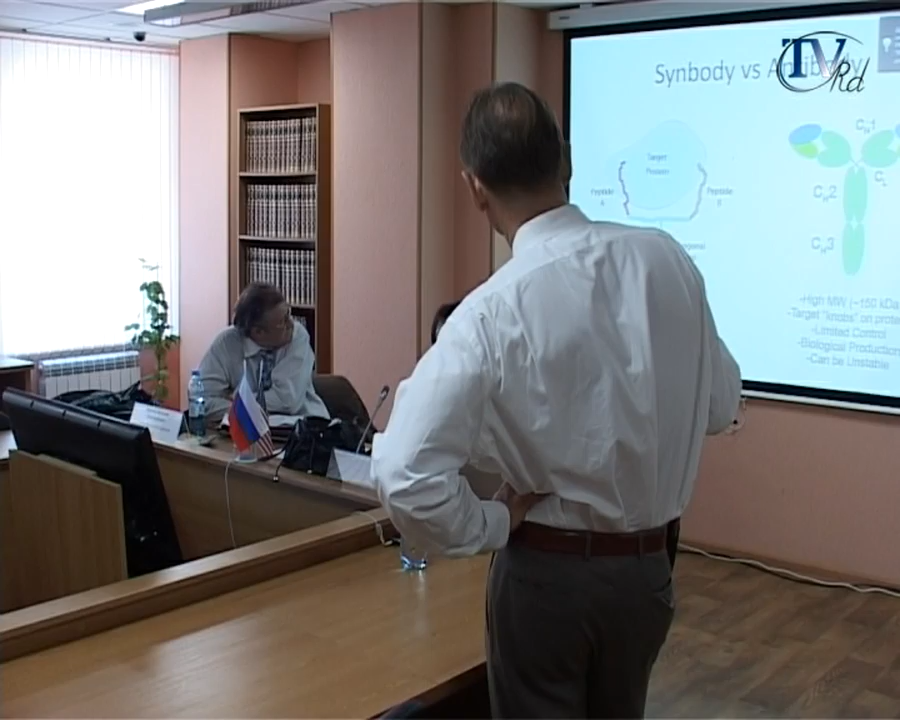 TV
Rd
Synbody vs Antibody
Target
Protein
Peptide
A
Peptide
B
CH1
CL
CH2
CH3
-High MW (~150 kDa
-Target "knobs" on prote
-Limited Control
-Biological Production
-Can be Unstable